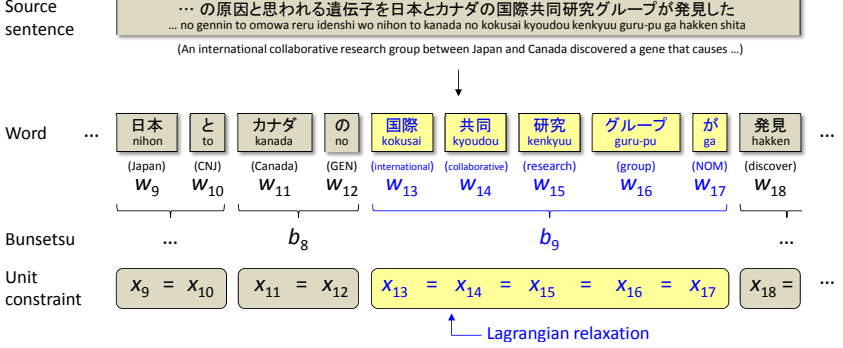 Source
sentence
… の原因と思われる遺伝子を日本とカナダの国際共同研究グループが発見した
... no gennin to omowa reru idenshi wo nihon to kanada no kokusai kyoudou kenkyuu guru-pu ga hakken shita
(An international collaborative research group between Japan and Canada discovered a gene that causes …)
Word ... 日本 と カナダ の 国際 共同 研究 グループ が 発見 ...
nihon to kanada no kokusai kyoudou kenkyuu guru-pu ga hakken
(Japan) (CNJ) (Canada) (GEN) (international) (collaborative) (research) (group) (NOM) (discover)
w9 w10 w11 w12 w13 w14 w15 w16 w17 w18
Bunsetsu ... b8 b9 ...
Unit
constraint
x9 = x10 x11 = x12 x13 = x14 = x15 = x16 = x17 x18 = ...
Lagrangian relaxation